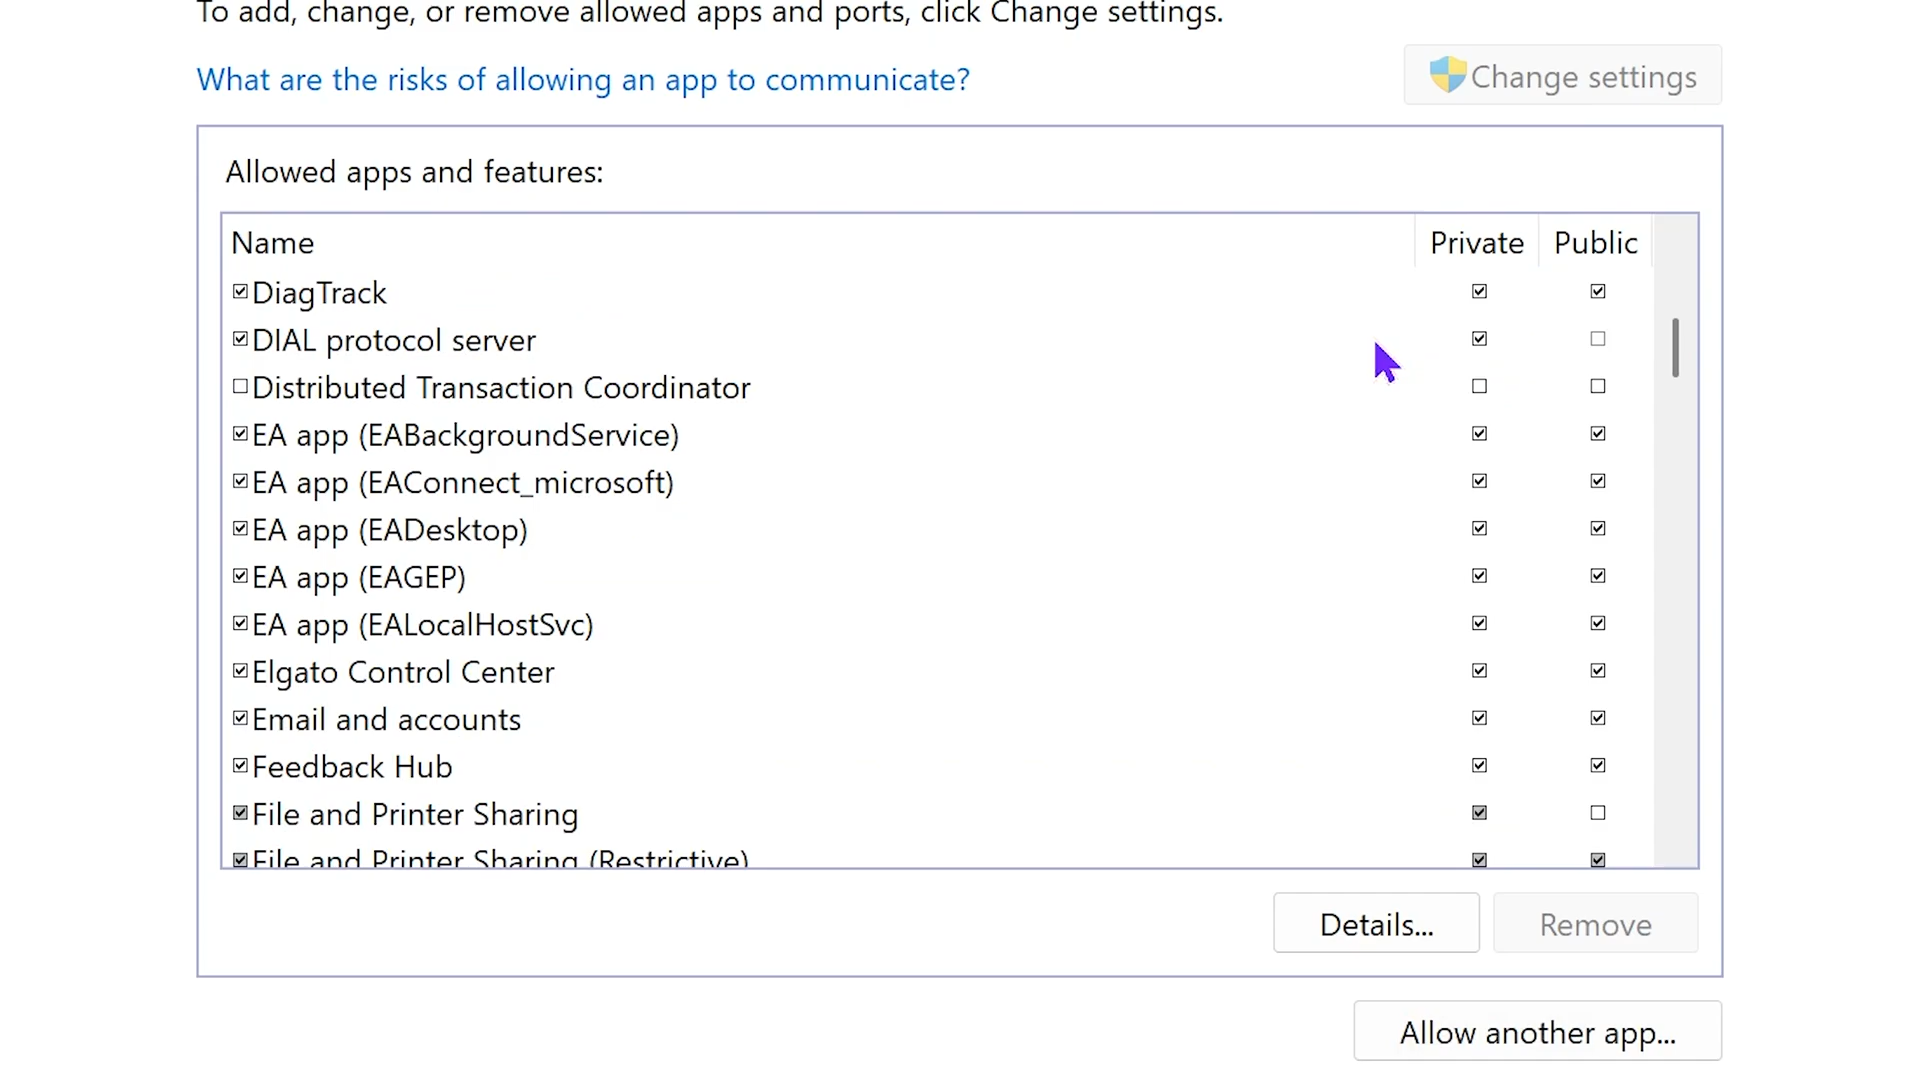 To add, change, or remove allowed apps and ports, click Change settings.
What are the risks of allowing an app to communicate?
Change settings
Allowed apps and features:
Name Private Public
DiagTrack
DIAL protocol server
Distributed Transaction Coordinator
EA app (EABackgroundService)
EA app (EAConnect_microsoft)
EA app (EADesktop)
EA app (EAGEP)
EA app (EALocalHostSvc)
Elgato Control Center
Email and accounts
Feedback Hub
File and Printer Sharing
File and Printer Sharing (Restrictive)
Details... Remove
Allow another app...